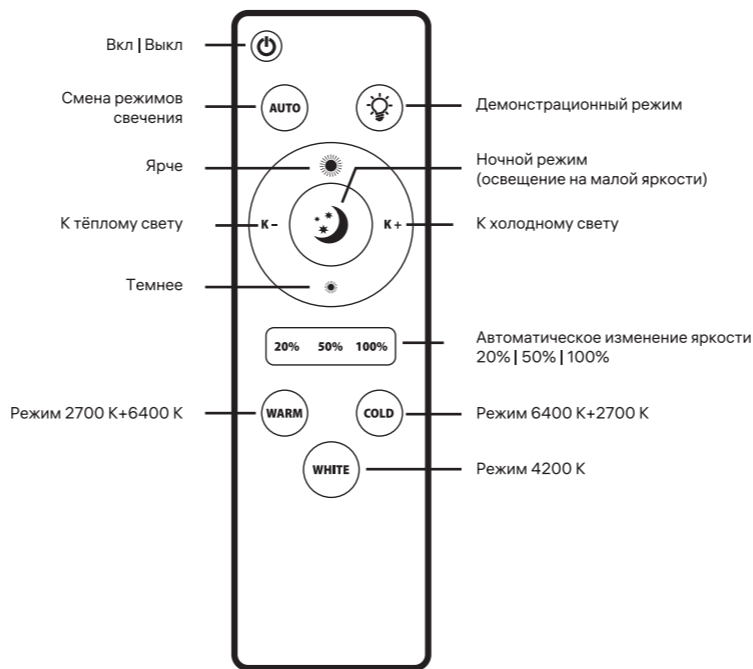 Вкл | Выкл
Смена режимов
свечения
AUTO
Демонстрационный режим
Ярче
Ночной режим
(освещение на малой яркости)
К тёплому свету
K –
K +
К холодному свету
Темнее
20% 50% 100%
Автоматическое изменение яркости
20% | 50% | 100%
Режим 2700 К+6400 К
WARM
COLD
Режим 6400 К+2700 К
WHITE
Режим 4200 К